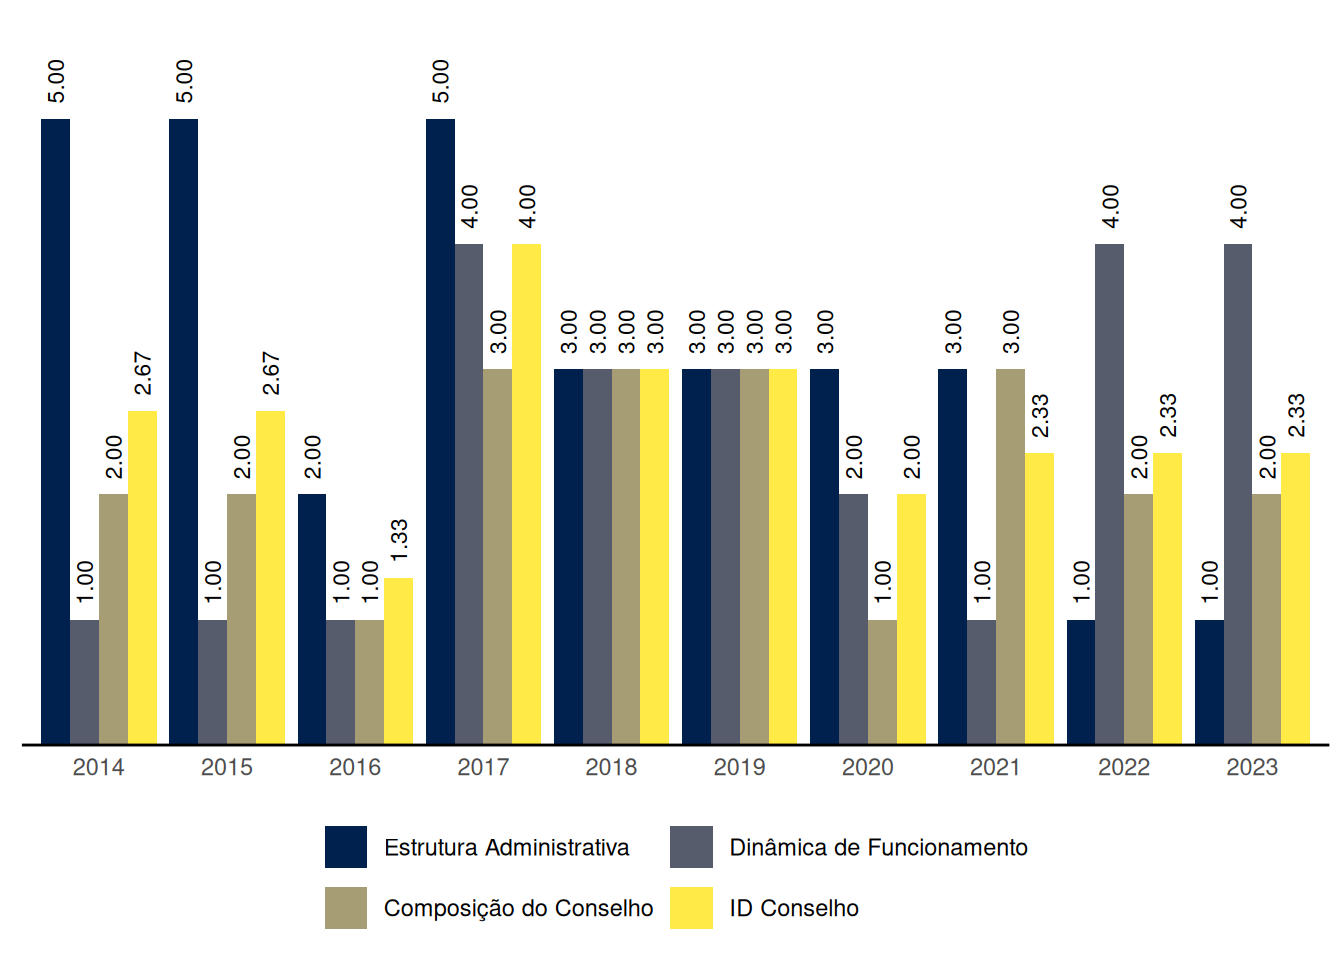 5.00 1.00 2.00 2.67
5.00 1.00 2.00 2.67
2.00 1.00 1.00 1.33
5.00 4.00 3.00 4.00
3.00 3.00 3.00 3.00
3.00 3.00 3.00 3.00
3.00 2.00 1.00 2.00
3.00 1.00 3.00 2.33
1.00 4.00 2.00 2.33
1.00 4.00 2.00 2.33
2014 2015 2016 2017 2018 2019 2020 2021 2022 2023
Estrutura Administrativa Dinâmica de Funcionamento
Composição do Conselho ID Conselho